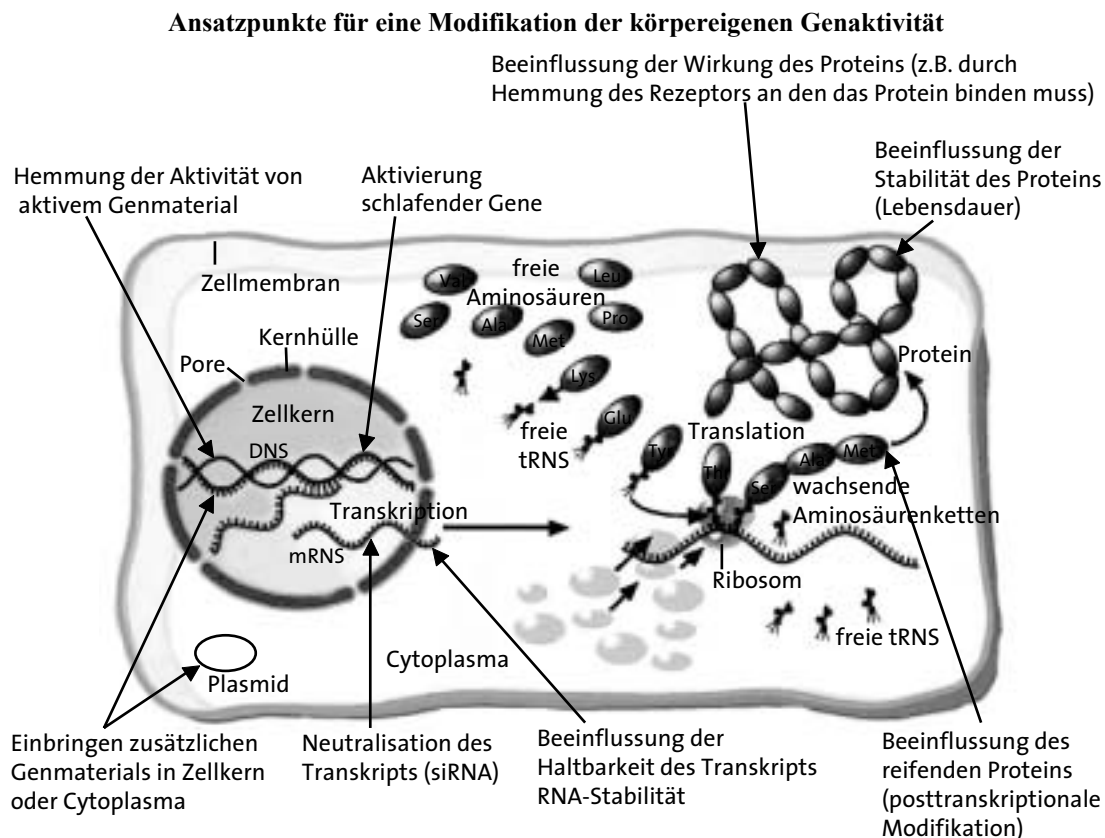 Ansatzpunkte für eine Modifikation der körpereigenen Genaktivität
Beeinflussung der Wirkung des Proteins (z.B. durch
Hemmung des Rezeptors an den das Protein binden muss)
Beeinflussung der
Stabilität des Proteins
(Lebensdauer)
Hemmung der Aktivität von
aktivem Genmaterial
Aktivierung
schlafender Gene
Zellmembran
freie
Aminosäuren
Val
Leu
Ser
Ala
Met
Pro
Kernhülle
Pore
Lys
Protein
Zellkern
Glu
freie
tRNS
Translation
DNS
Tyr
Thr
Ser
Ala
Met
wachsende
Aminosäurenketten
Transkription
mRNS
Ribosom
freie tRNS
Cytoplasma
Plasmid
Einbringen zusätzlichen
Genmaterials in Zellkern
oder Cytoplasma
Neutralisation des
Transkripts (siRNA)
Beeinflussung der
Haltbarkeit des Transkripts
RNA-Stabilität
Beeinflussung des
reifenden Proteins
(posttranskriptionale
Modifikation)